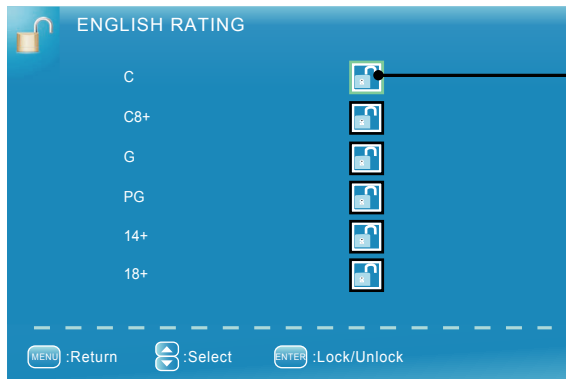 ENGLISH RATING
C
C8+
G
PG
14+
18+
MENU :Return :Select ENTER :Lock/Unlock